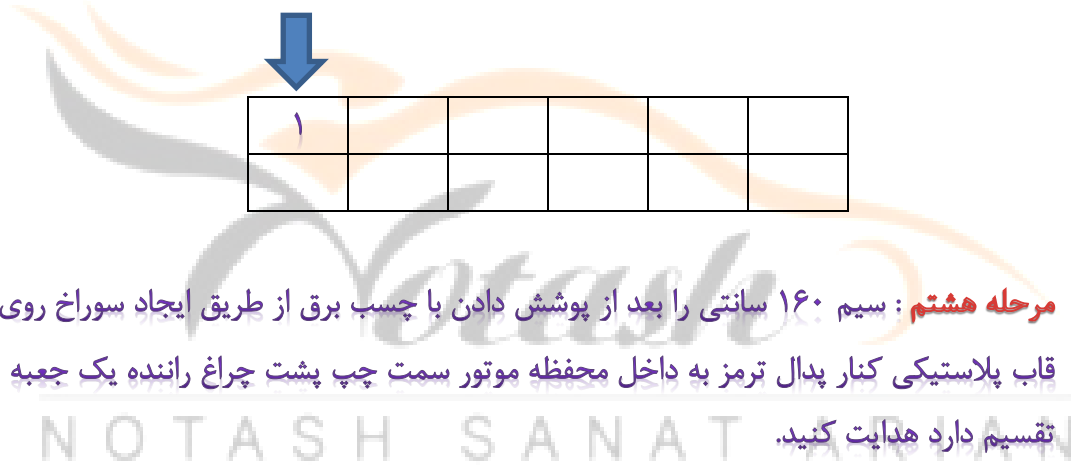 ۱
مرحله هشتم : سیم ۱۶۰ سانتی را بعد از پوشش دادن با چسب برق از طریق ایجاد سوراخ روی
قاب پلاستیکی کنار پدال ترمز به داخل محفظه موتور سمت چپ پشت چراغ راننده یک جعبه
تقسیم دارد هدایت کنید.
Notash
NOTASH SANAT ARIAN